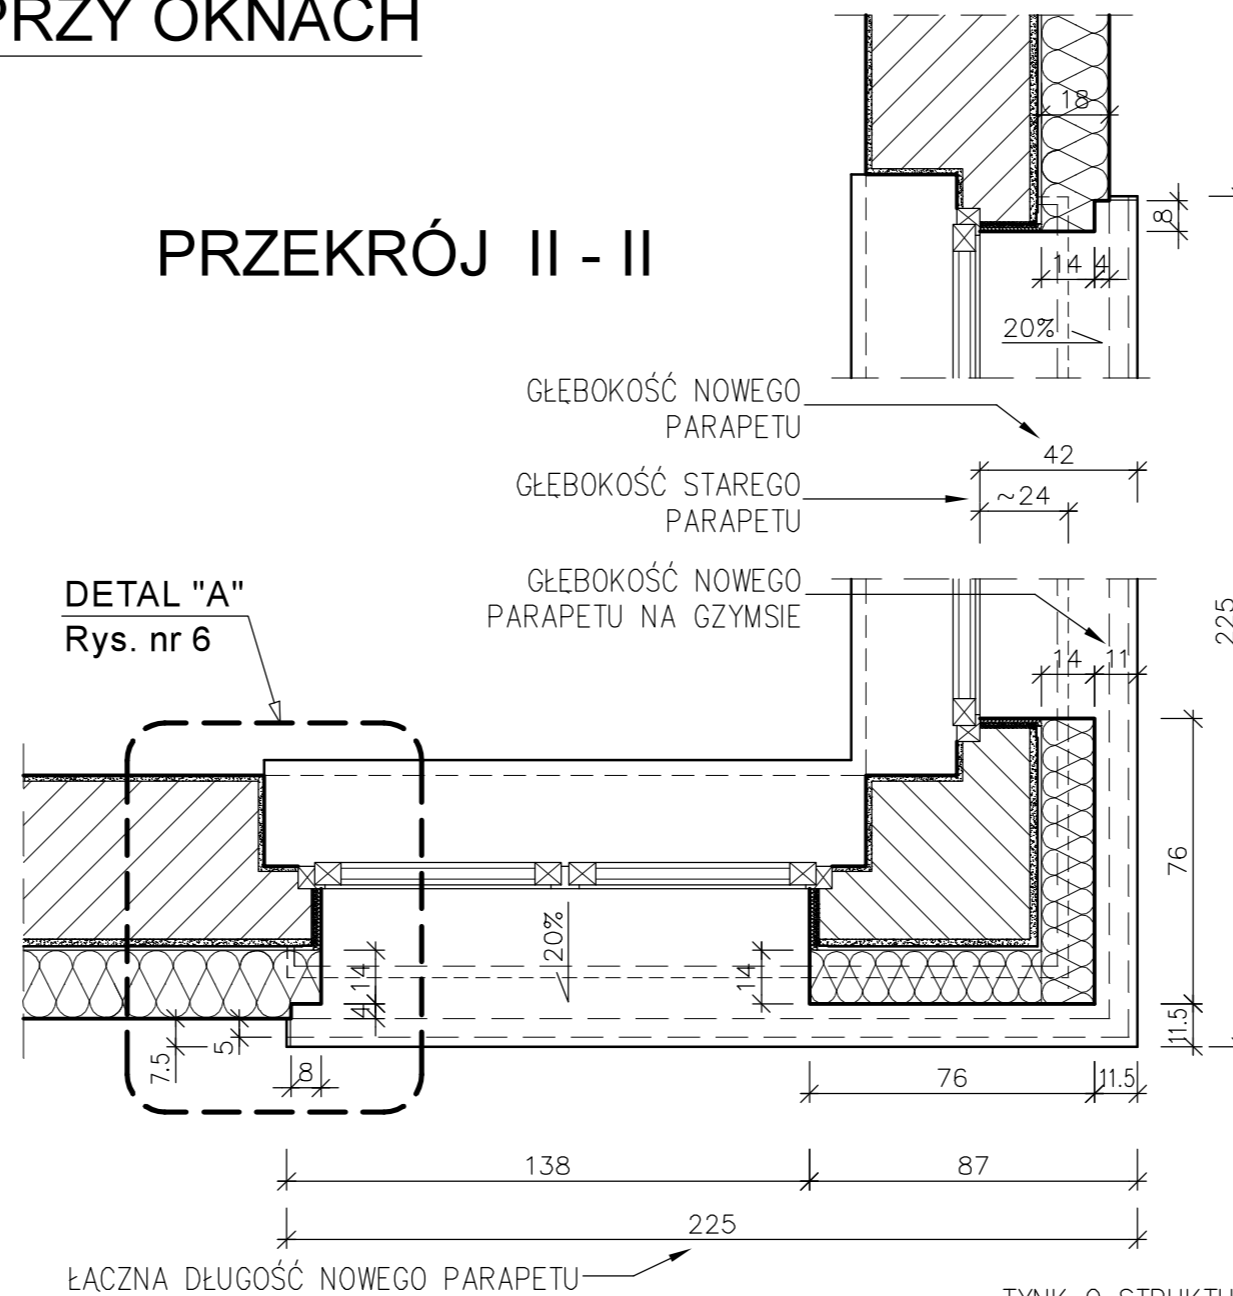 PRZY OKNACH
PRZEKRÓJ II - II
18
8
14 4
20%
GŁĘBOKOŚĆ NOWEGO
PARAPETU
42
GŁĘBOKOŚĆ STAREGO
PARAPETU
~24
GŁĘBOKOŚĆ NOWEGO
PARAPETU NA GZYMSIE
DETAL "A"
Rys. nr 6
225
14 11
76
20%
14
14
4
11.5
7.5
5
8
76
11.5
138
87
225
ŁĄCZNA DŁUGOŚĆ NOWEGO PARAPETU